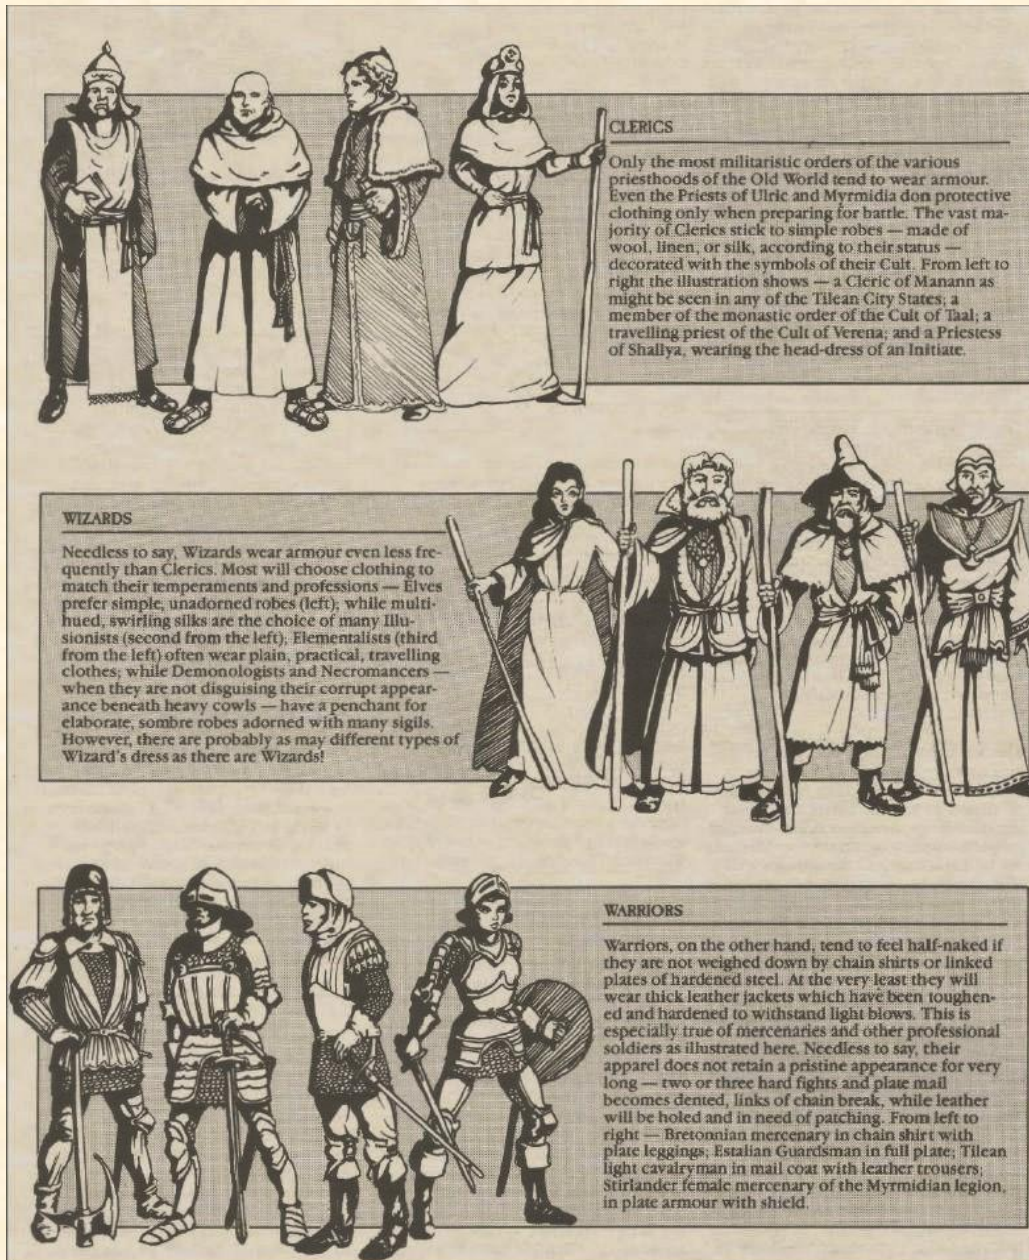 CLERICS
Only the most militaristic orders of the various
priesthoods of the Old World tend to wear armour.
Even the Priests of Ulric and Myrmidia don protective
clothing only when preparing for battle. The vast ma-
jority of Clerics stick to simple robes — made of
wool, linen, or silk, according to their status —
decorated with the symbols of their Cult. From left to
right the illustration shows — a Cleric of Manann as
might be seen in any of the Tilean City States; a
member of the monastic order of the Cult of Taal; a
travelling priest of the Cult of Verena; and a Priestess
of Shallya, wearing the head-dress of an Initiate.
WIZARDS
Needless to say, Wizards wear armour even less fre-
quently than Clerics. Most will choose clothing to
match their temperaments and professions — Elves
prefer simple, unadorned robes (left); while multi-
hued, swirling silks are the choice of many Illu-
sionists (second from the left); Elementalists (third
from the left) often wear plain, practical, travelling
clothes; while Demonologists and Necromancers —
when they are not disguising their corrupt appear-
ance beneath heavy cowls — have a penchant for
elaborate, sombre robes adorned with many sigils.
However, there are probably as may different types of
Wizard's dress as there are Wizards!
WARRIORS
Warriors, on the other hand, tend to feel half-naked if
they are not weighed down by chain shirts or linked
plates of hardened steel. At the very least they will
wear thick leather jackets which have been toughen-
ed and hardened to withstand light blows. This is
especially true of mercenaries and other professional
soldiers as illustrated here. Needless to say, their
apparel does not retain a pristine appearance for very
long — two or three hard fights and plate mail
becomes dented, links of chain break, while leather
will be holed and in need of patching. From left to
right — Bretonnian mercenary in chain shirt with
plate leggings; Estalian Guardsman in full plate; Tilean
light cavalryman in mail coat with leather trousers;
Stirlander female mercenary of the Myrmidian legion,
in plate armour with shield.